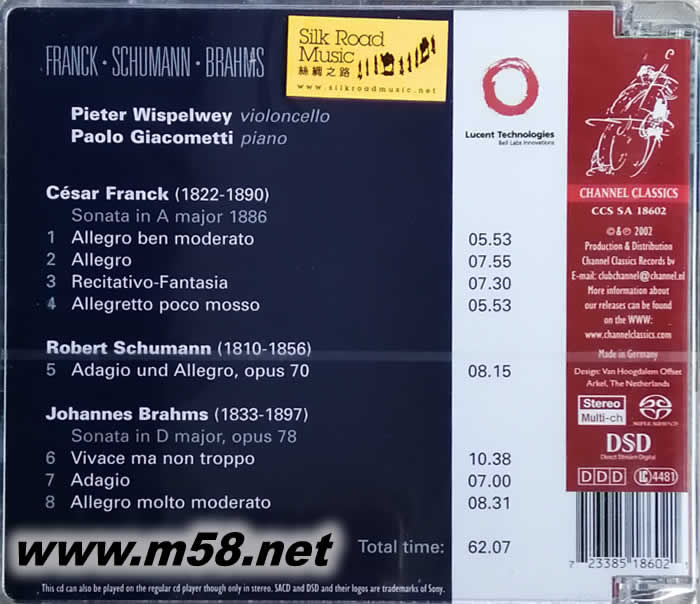 FRANCK · SCHUMANN · BRAHMS
Silk Road
Music
絲綢之路
www.silkroadmusic.net
Pieter Wispelwey violoncello
Paolo Giacometti piano
Lucent Technologies
Bell Labs Innovations
César Franck (1822-1890)
Sonata in A major 1886
1 Allegro ben moderato 05.53
2 Allegro 07.55
3 Recitativo-Fantasia 07.30
4 Allegretto poco mosso 05.53
Robert Schumann (1810-1856)
5 Adagio und Allegro, opus 70 08.15
Johannes Brahms (1833-1897)
Sonata in D major, opus 78
6 Vivace ma non troppo 10.38
7 Adagio 07.00
8 Allegro molto moderato 08.31
Total time: 62.07
www.m58.net
This cd can also be played on the regular cd player though only in stereo. SACD and DSD and their logos are trademarks of Sony.
CHANNEL CLASSICS
CCS SA 18602
©&℗ 2002
Production & Distribution
Channel Classics Records bv
E-mail: clubchannel@channel.nl
More information about
our releases can be found
on the WWW:
www.channelclassics.com
Made in Germany
Design: Van Hoogdalem Offset
Arkel, The Netherlands
Stereo
Multi-ch
SUPER AUDIO CD
DSD
Direct Stream Digital
DDD
LC 4481
7 23385 18602